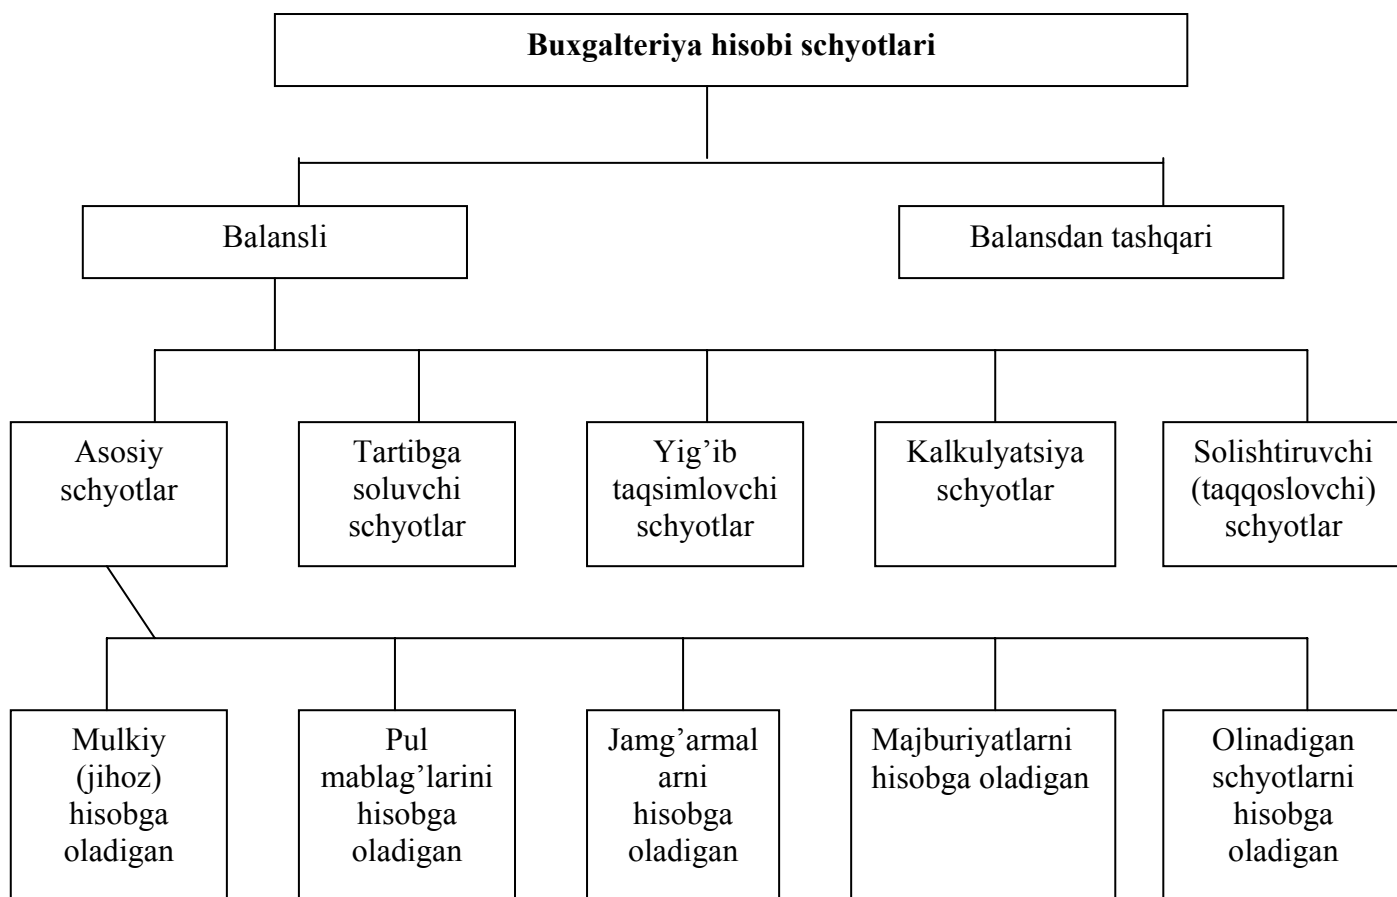 Buxgalteriya hisobi schyotlari
Balansli
Balansdan tashqari
Asosiy
schyotlar
Tartibga
soluvchi
schyotlar
Yig’ib
taqsimlovchi
schyotlar
Kalkulyatsiya
schyotlar
Solishtiruvchi
(taqqoslovchi)
schyotlar
Mulkiy
(jihoz)
hisobga
oladigan
Pul
mablag’larini
hisobga
oladigan
Jamg’armal
arni
hisobga
oladigan
Majburiyatlarni
hisobga oladigan
Olinadigan
schyotlarni
hisobga
oladigan